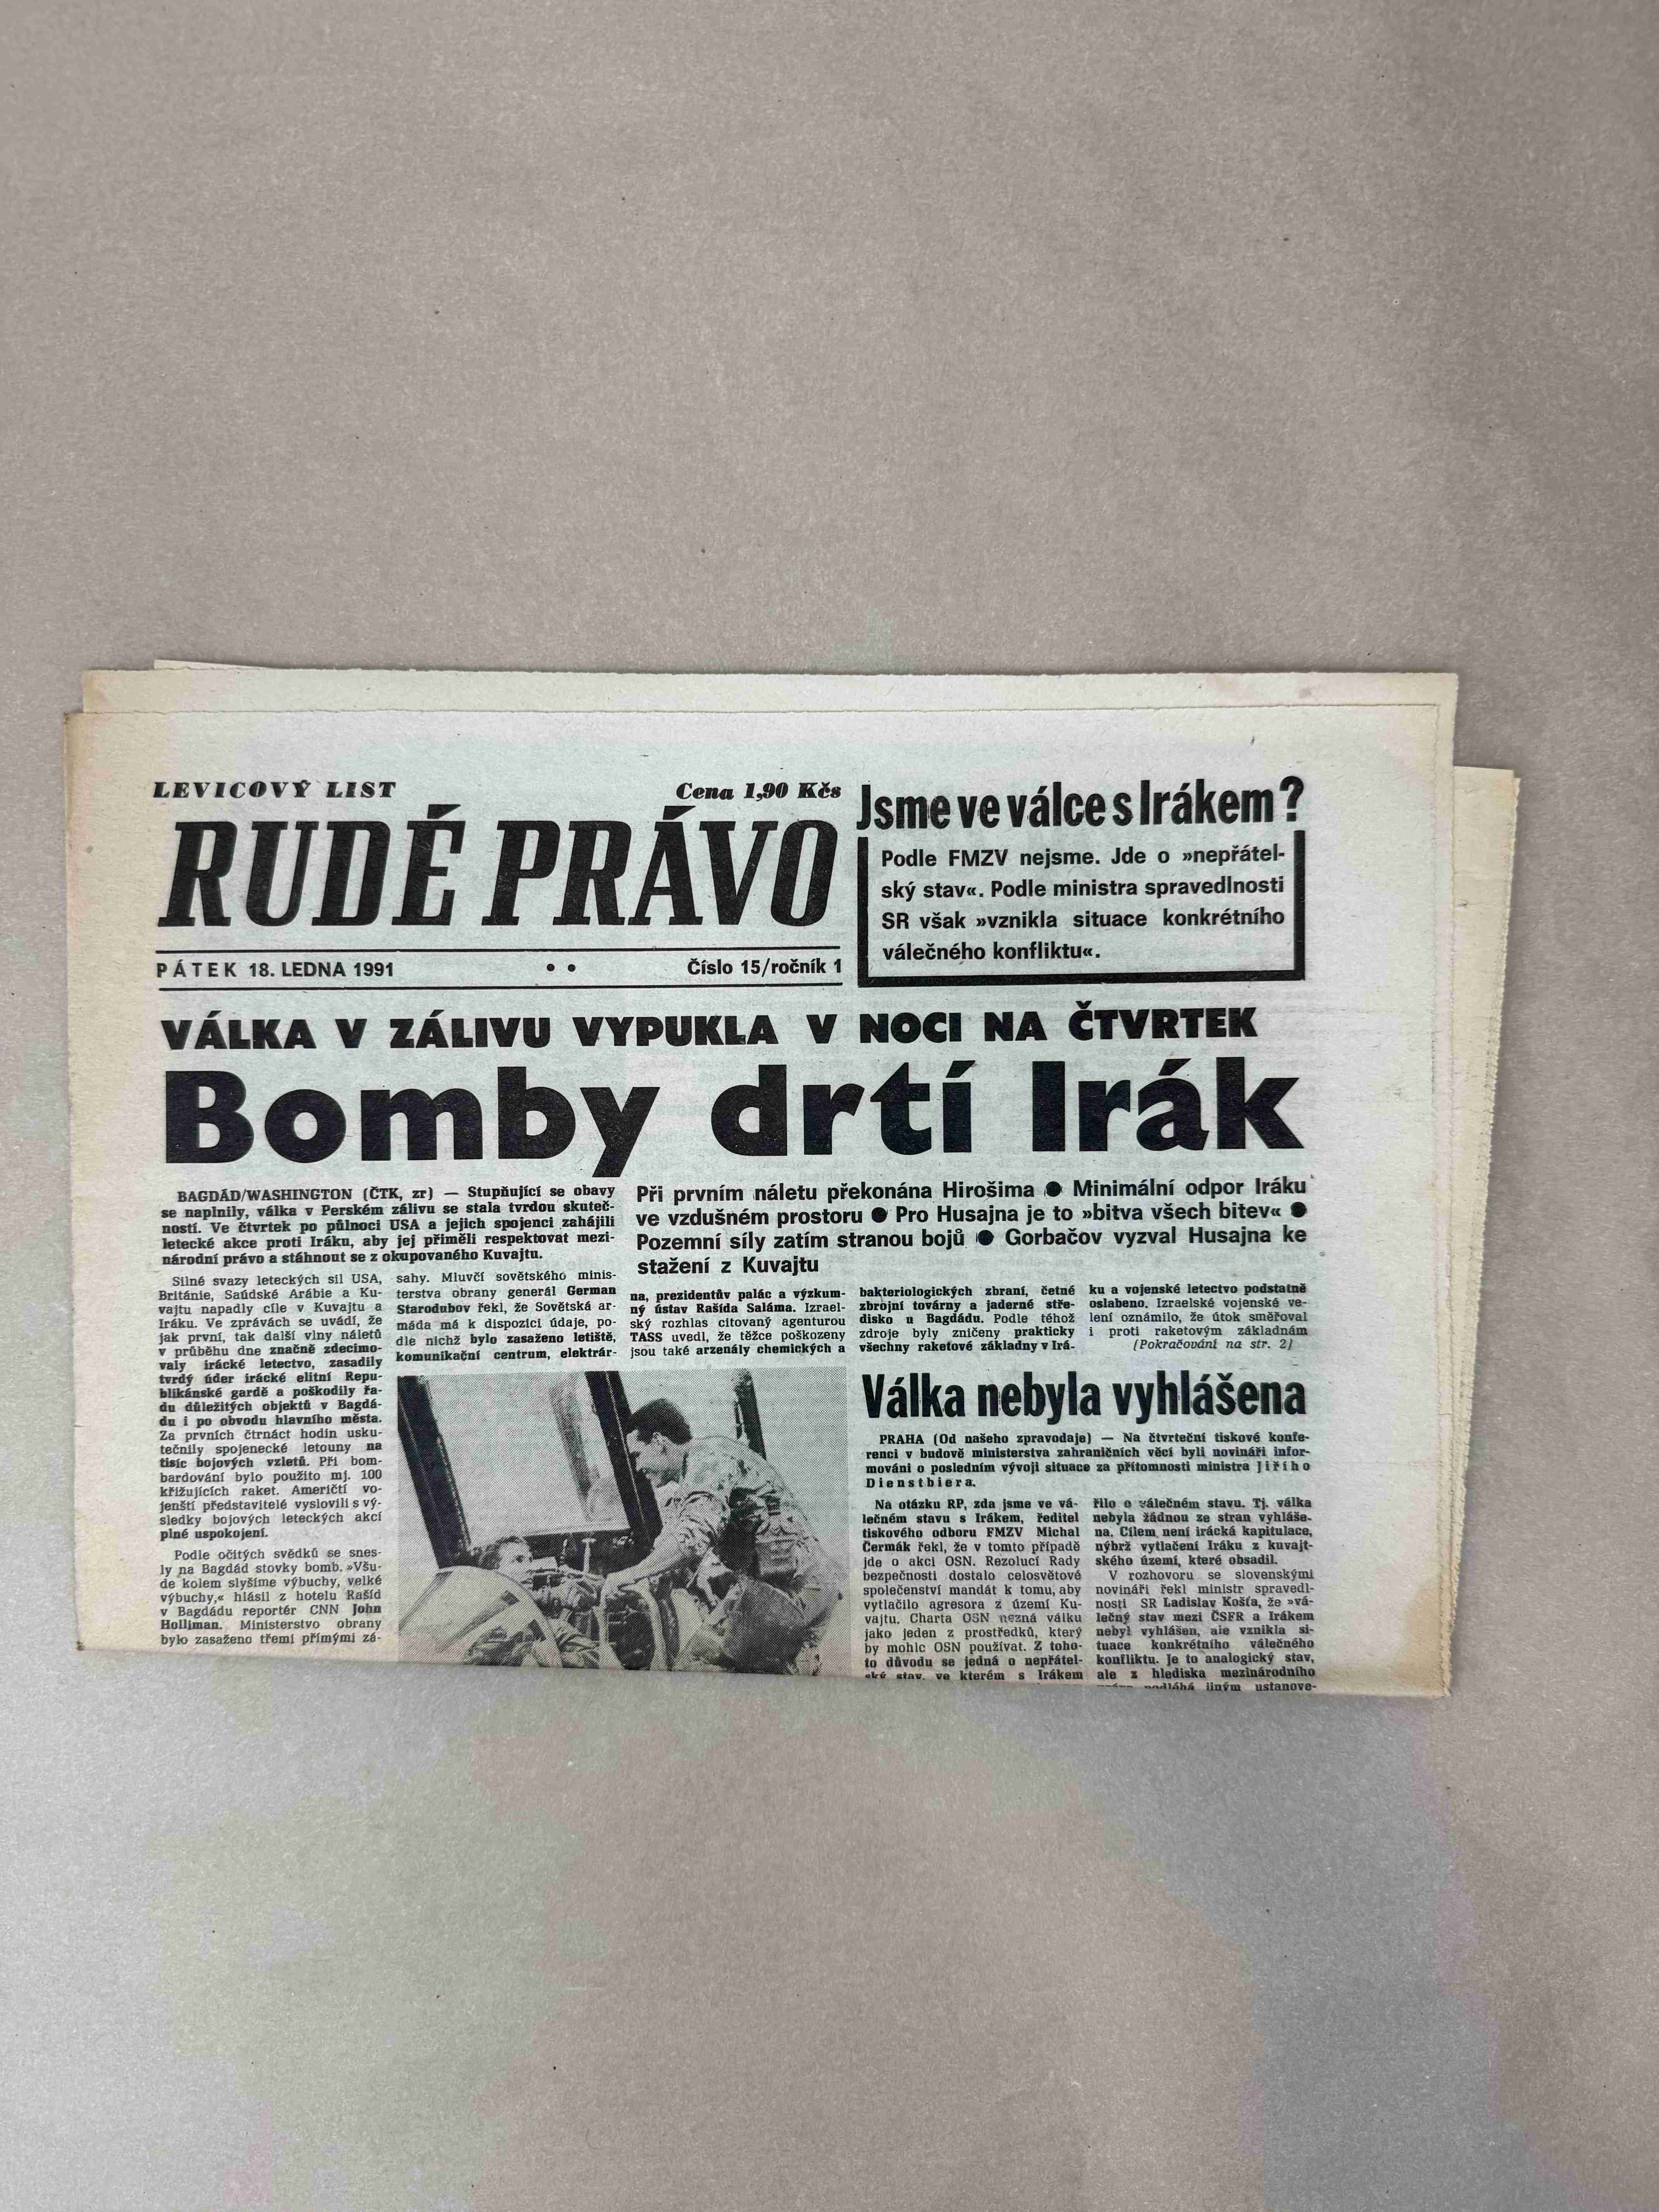 LEVICOVÝ LIST
Cena 1,90 Kčs
RUDÉ PRÁVO
PÁTEK 18. LEDNA 1991
● ●
Číslo 15/ročník 1
Jsme ve válce s Irákem?
Podle FMZV nejsme. Jde o »nepřátel-
ský stav«. Podle ministra spravedlnosti
SR však »vznikla situace konkrétního
válečného konfliktu«.
VÁLKA V ZÁLIVU VYPUKLA V NOCI NA ČTVRTEK
Bomby drtí Irák
BAGDÁD/WASHINGTON (ČTK, zr) — Stupňující se obavy
se naplnily, válka v Perském zálivu se stala tvrdou skuteč-
ností. Ve čtvrtek po půlnoci USA a jejich spojenci zahájili
letecké akce proti Iráku, aby jej přiměli respektovat mezi-
národní právo a stáhnout se z okupovaného Kuvajtu.
Při prvním náletu překonána Hirošima ● Minimální odpor Iráku
ve vzdušném prostoru ● Pro Husajna je to »bitva všech bitev« ●
Pozemní síly zatím stranou bojů ● Gorbačov vyzval Husajna ke
stažení z Kuvajtu
Silné svazy leteckých sil USA,
Británie, Saúdské Arábie a Ku-
vajtu napadly cíle v Kuvajtu a
Iráku. Ve zprávách se uvádí, že
jak první, tak další vlny náletů
v průběhu dne značně zdecimo-
valy irácké letectvo, zasadily
tvrdý úder irácké elitní Repu-
blikánské gardě a poškodily řa-
du důležitých objektů v Bagdá-
du i po obvodu hlavního města.
Za prvních čtrnáct hodin usku-
tečnily spojenecké letouny na
tisíc bojových vzletů. Při bom-
bardování bylo použito mj. 100
křižujících raket. Američtí vo-
jenští představitelé vyslovili s vý-
sledky bojových leteckých akcí
plné uspokojení.
Podle očitých svědků se snes-
ly na Bagdád stovky bomb. »Všu-
de kolem slyšíme výbuchy, velké
výbuchy,« hlásil z hotelu Rašíd
v Bagdádu reportér CNN John
Holliman. Ministerstvo obrany
bylo zasaženo třemi přímými zá-
sahy. Mluvčí sovětského minis-
terstva obrany generál German
Starodubov řekl, že Sovětská ar-
máda má k dispozici údaje, po-
dle nichž bylo zasaženo letiště,
komunikační centrum, elektrár-
na, prezidentův palác a výzkum-
ný ústav Rašída Saláma. Izrael-
ský rozhlas citovaný agenturou
TASS uvedl, že těžce poškozeny
jsou také arzenály chemických a
bakteriologických zbraní, četné
zbrojní továrny a jaderné stře-
disko u Bagdádu. Podle téhož
zdroje byly zničeny prakticky
všechny raketové základny v Irá-
ku a vojenské letectvo podstatně
oslabeno. Izraelské vojenské ve-
lení oznámilo, že útok směřoval
i proti raketovým základnám
(Pokračování na str. 2)
Válka nebyla vyhlášena
PRAHA (Od našeho zpravodaje) — Na čtvrteční tiskové konfe-
renci v budově ministerstva zahraničních věcí byli novináři infor-
mováni o posledním vývoji situace za přítomnosti ministra Jiřího
Dienstbiera.
Na otázku RP, zda jsme ve vá-
lečném stavu s Irákem, ředitel
tiskového odboru FMZV Michal
Čermák řekl, že v tomto případě
jde o akci OSN. Rezolucí Rady
bezpečnosti dostalo celosvětové
společenství mandát k tomu, aby
vytlačilo agresora z území Ku-
vajtu. Charta OSN nezná válku
jako jeden z prostředků, který
by mohla OSN používat. Z toho-
to důvodu se jedná o nepřátel-
ský stav, ve kterém s Irákem
řilo o válečném stavu. Tj. válka
nebyla žádnou ze stran vyhláše-
na. Cílem není irácká kapitulace,
nýbrž vytlačení Iráku z kuvajt-
ského území, které obsadil.
V rozhovoru se slovenskými
novináři řekl ministr spravedl-
nosti SR Ladislav Košťa, že »vá-
lečný stav mezi ČSFR a Irákem
nebyl vyhlášen, ale vznikla si-
tuace konkrétního válečného
konfliktu. Je to analogický stav,
ale z hlediska mezinárodního
práva podléhá jiným ustanove-